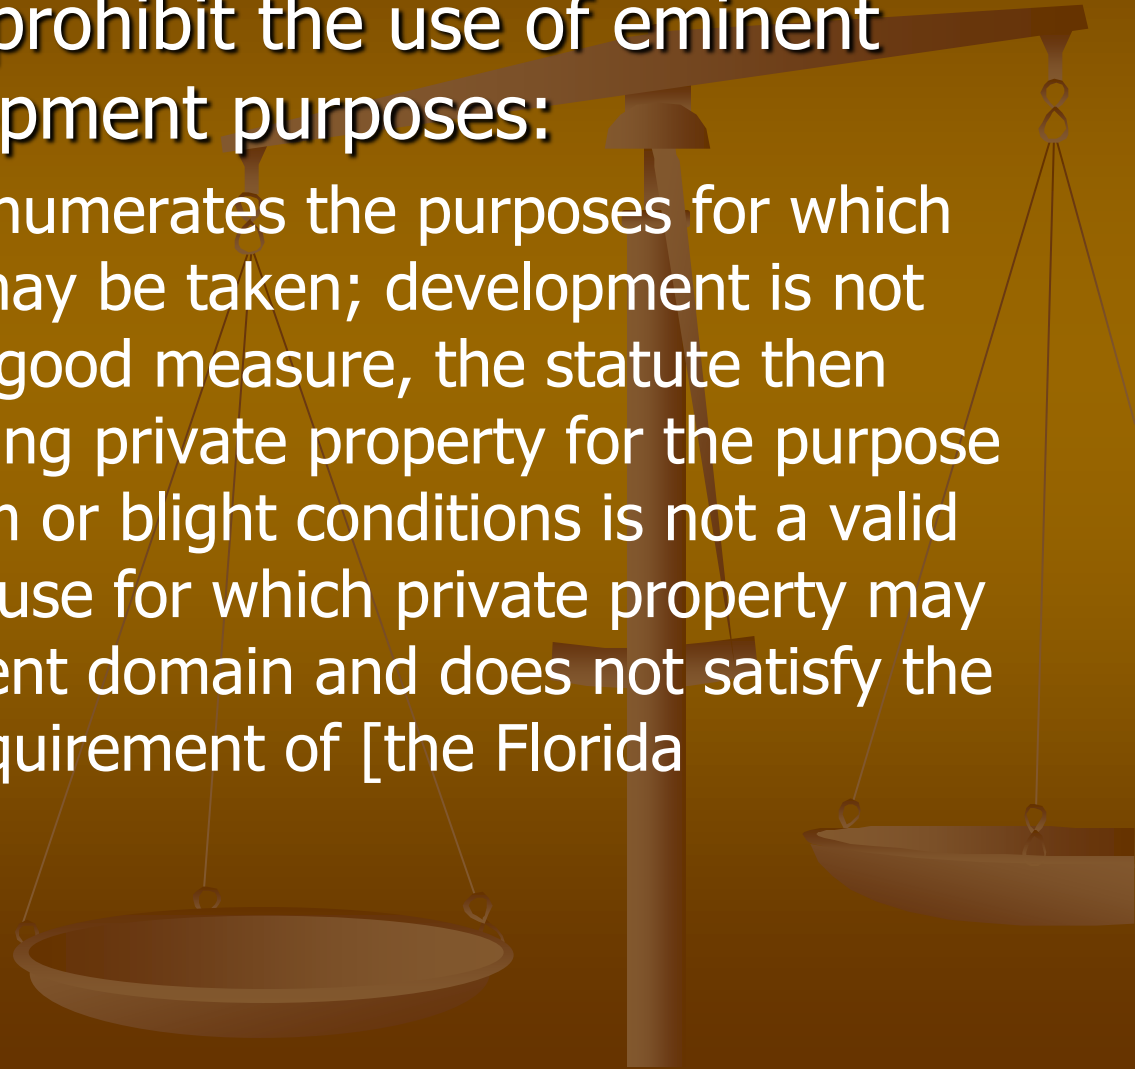 prohibit the use of eminent
pment purposes:
numerates the purposes for which
may be taken; development is not
good measure, the statute then
ing private property for the purpose
m or blight conditions is not a valid
use for which private property may
ent domain and does not satisfy the
quirement of [the Florida